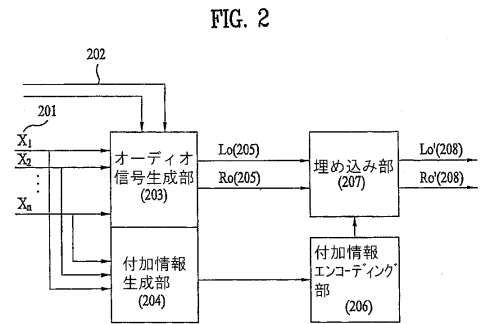 FIG. 2
202
201
X1
X2
Xn
オーディオ
信号生成部
(203)
Lo(205)
Ro(205)
埋め込み部
(207)
Lo'(208)
Ro'(208)
付加情報
生成部
(204)
付加情報
エンコーディング
部
(206)